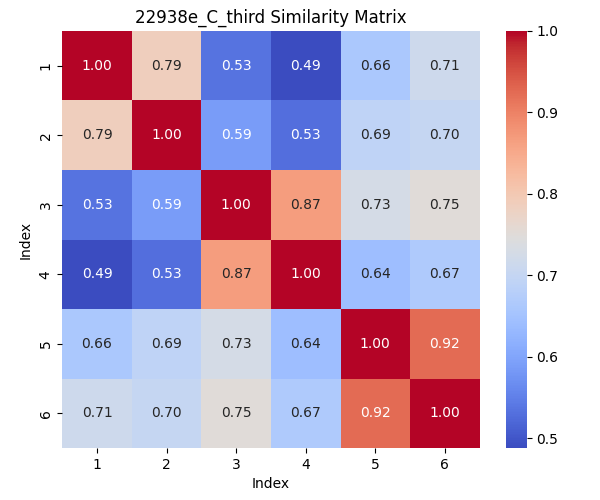 22938e_C_third Similarity Matrix
1 1.00 0.79 0.53 0.49 0.66 0.71
2 0.79 1.00 0.59 0.53 0.69 0.70
3 0.53 0.59 1.00 0.87 0.73 0.75
4 0.49 0.53 0.87 1.00 0.64 0.67
5 0.66 0.69 0.73 0.64 1.00 0.92
6 0.71 0.70 0.75 0.67 0.92 1.00
1 2 3 4 5 6
Index
Index
1.0
0.9
0.8
0.7
0.6
0.5